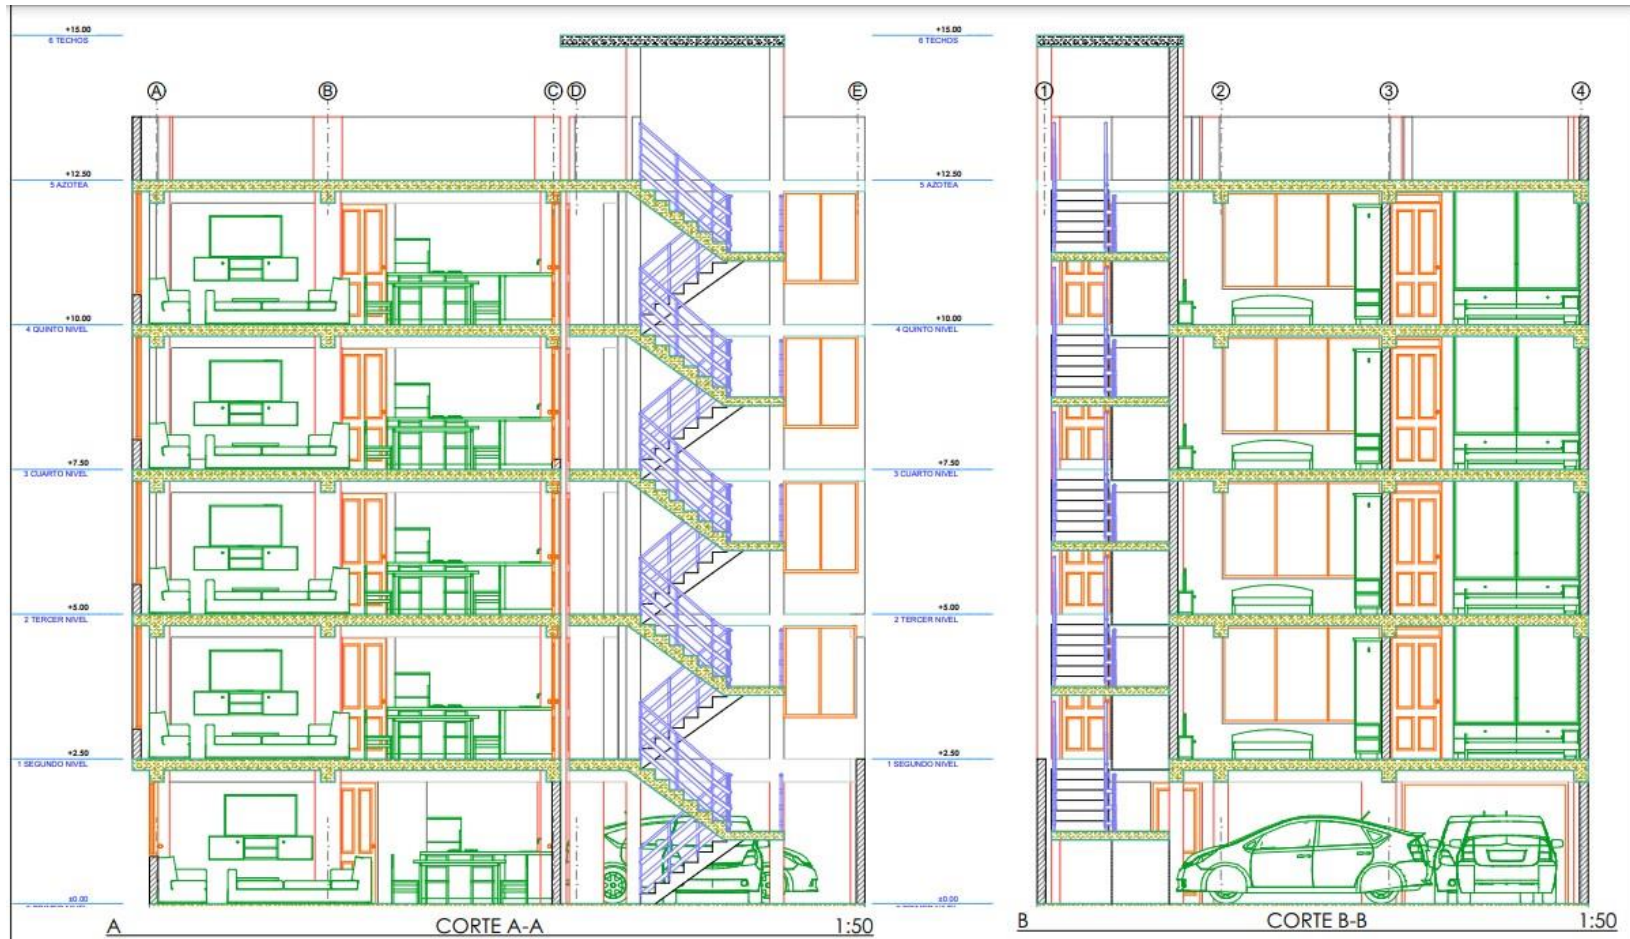 +15.00
6 TECHOS
A
B
C
D
E
+12.50
5 AZOTEA
+10.00
4 QUINTO NIVEL
+7.50
3 CUARTO NIVEL
+5.00
2 TERCER NIVEL
+2.50
1 SEGUNDO NIVEL
±0.00
A
CORTE A-A
1:50
+15.00
6 TECHOS
1
2
3
4
+12.50
5 AZOTEA
+10.00
4 QUINTO NIVEL
+7.50
3 CUARTO NIVEL
+5.00
2 TERCER NIVEL
+2.50
1 SEGUNDO NIVEL
±0.00
B
CORTE B-B
1:50